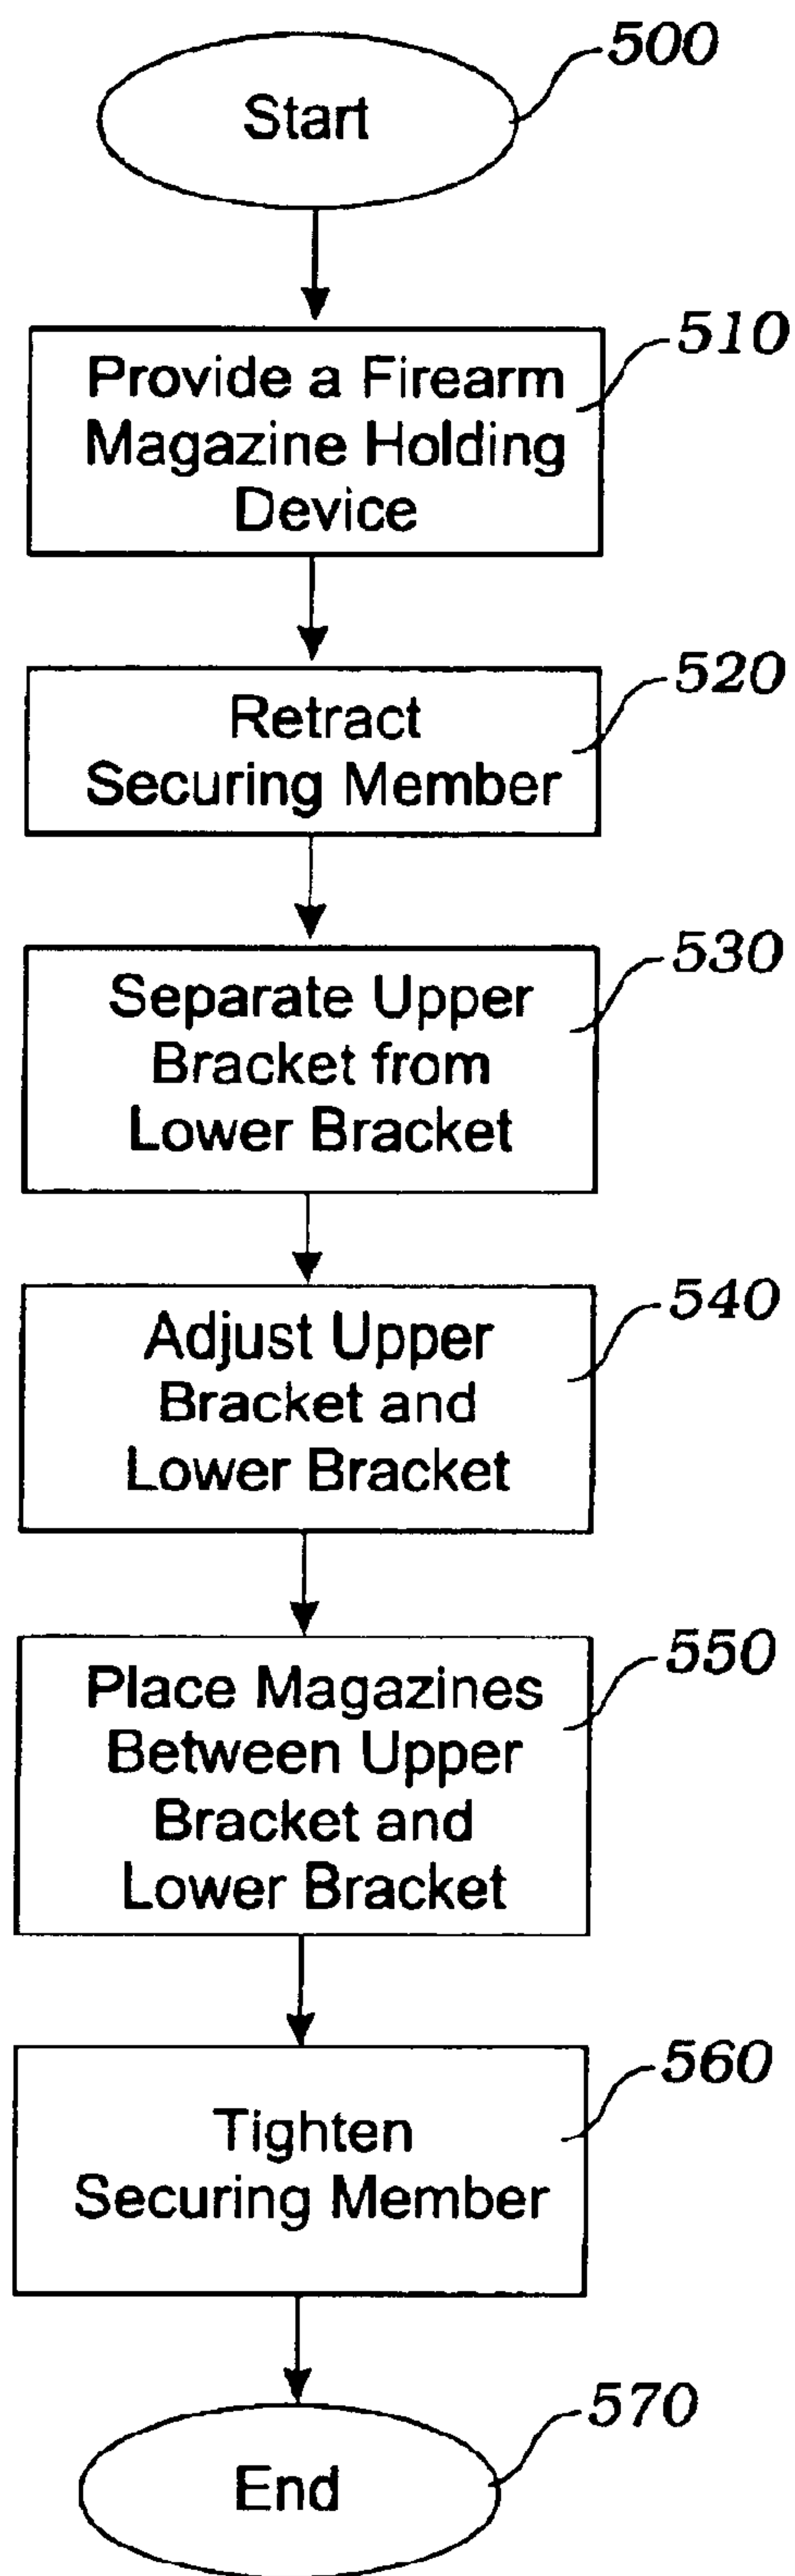 500
Start
510
Provide a Firearm
Magazine Holding
Device
520
Retract
Securing Member
530
Separate Upper
Bracket from
Lower Bracket
540
Adjust Upper
Bracket and
Lower Bracket
550
Place Magazines
Between Upper
Bracket and
Lower Bracket
560
Tighten
Securing Member
570
End